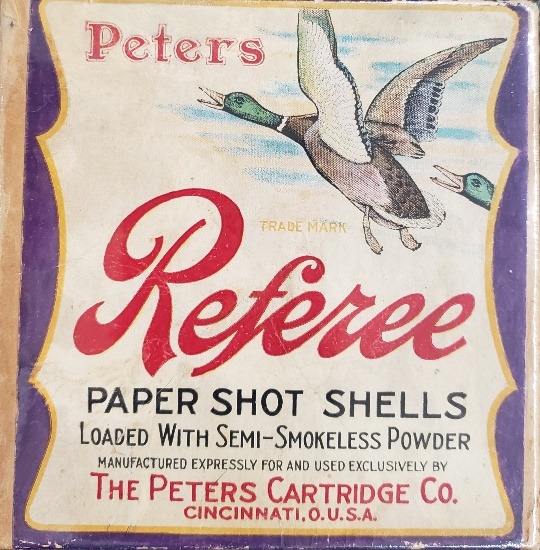 Peters
TRADE MARK
Referee
PAPER SHOT SHELLS
LOADED WITH SEMI-SMOKELESS POWDER
MANUFACTURED EXPRESSLY FOR AND USED EXCLUSIVELY BY
THE PETERS CARTRIDGE CO.
CINCINNATI, O. U.S.A.